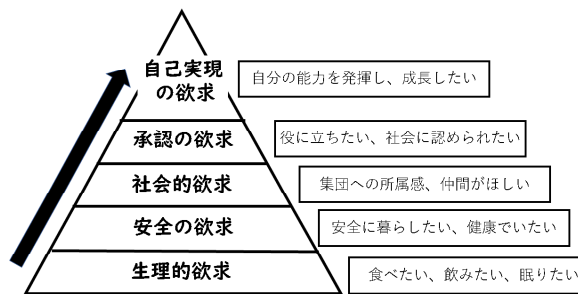 自己実現
の欲求
自分の能力を発揮し、成長したい
承認の欲求
役に立ちたい、社会に認められたい
社会的欲求
集団への所属感、仲間がほしい
安全の欲求
安全に暮らしたい、健康でいたい
生理的欲求
食べたい、飲みたい、眠りたい